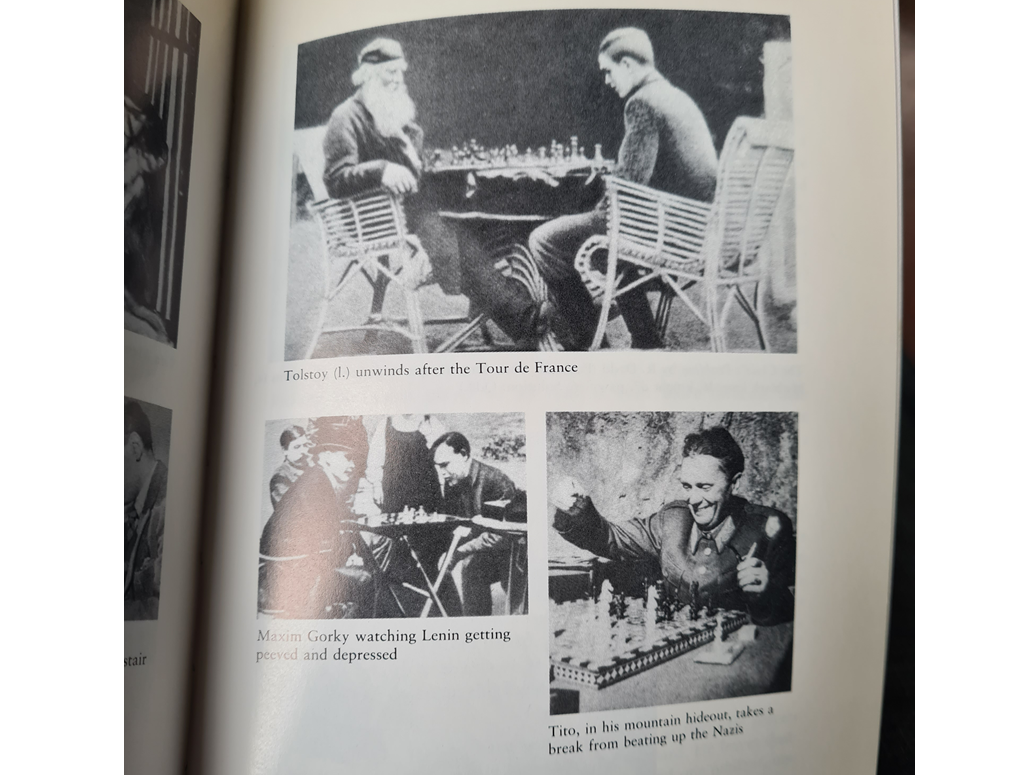 Tolstoy (l.) unwinds after the Tour de France
Maxim Gorky watching Lenin getting
peeved and depressed
stair
Tito, in his mountain hideout, takes a
break from beating up the Nazis